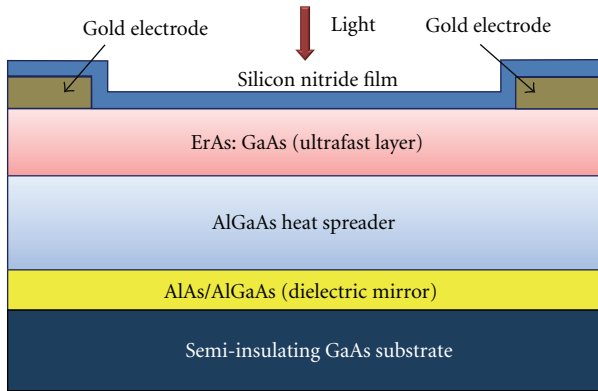 Gold electrode
Light
Gold electrode
Silicon nitride film
ErAs: GaAs (ultrafast layer)
AlGaAs heat spreader
AlAs/AlGaAs (dielectric mirror)
Semi-insulating GaAs substrate